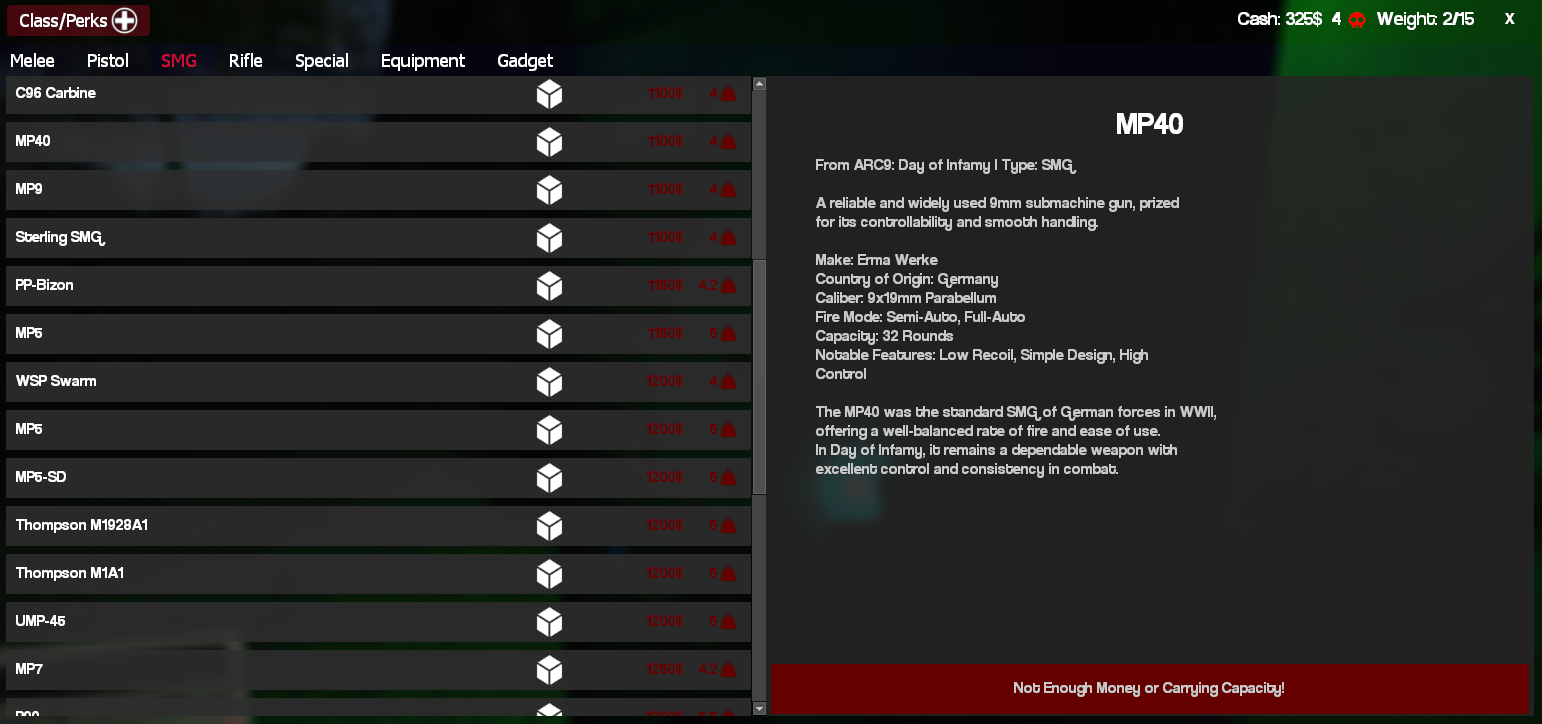 Class/Perks
Cash: 325$ 4 Weight: 2/15 X
Melee Pistol SMG Rifle Special Equipment Gadget
C96 Carbine 1100$ 4
MP40 1100$ 4
MP9 1100$ 4
Sterling SMG 1100$ 4
PP-Bizon 1150$ 4.2
MP5 1150$ 5
WSP Swarm 1200$ 4
MP5 1200$ 5
MP5-SD 1200$ 5
Thompson M1928A1 1200$ 5
Thompson M1A1 1200$ 5
UMP-45 1200$ 5
MP7 1250$ 4.2
MP40
From ARC9: Day of Infamy | Type: SMG
A reliable and widely used 9mm submachine gun, prized
for its controllability and smooth handling.
Make: Erma Werke
Country of Origin: Germany
Caliber: 9x19mm Parabellum
Fire Mode: Semi-Auto, Full-Auto
Capacity: 32 Rounds
Notable Features: Low Recoil, Simple Design, High
Control
The MP40 was the standard SMG of German forces in WWII,
offering a well-balanced rate of fire and ease of use.
In Day of Infamy, it remains a dependable weapon with
excellent control and consistency in combat.
Not Enough Money or Carrying Capacity!